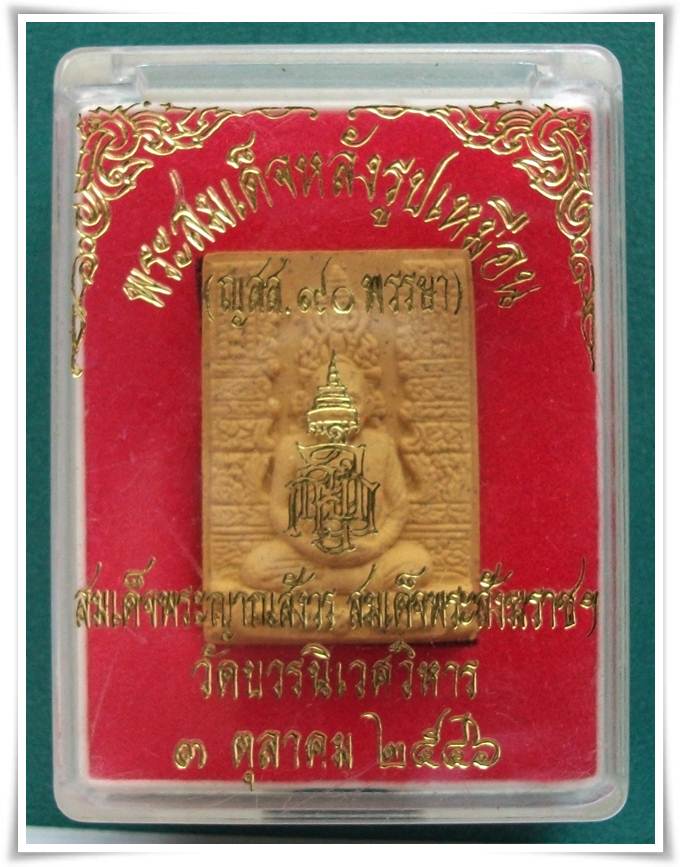 พระสมเด็จหลังรูปเหมือน
(ญสส. ๙๐ พรรษา)
สมเด็จพระญาณสังวร สมเด็จพระสังฆราชฯ
วัดบวรนิเวศวิหาร
๓ ตุลาคม ๒๕๔๖